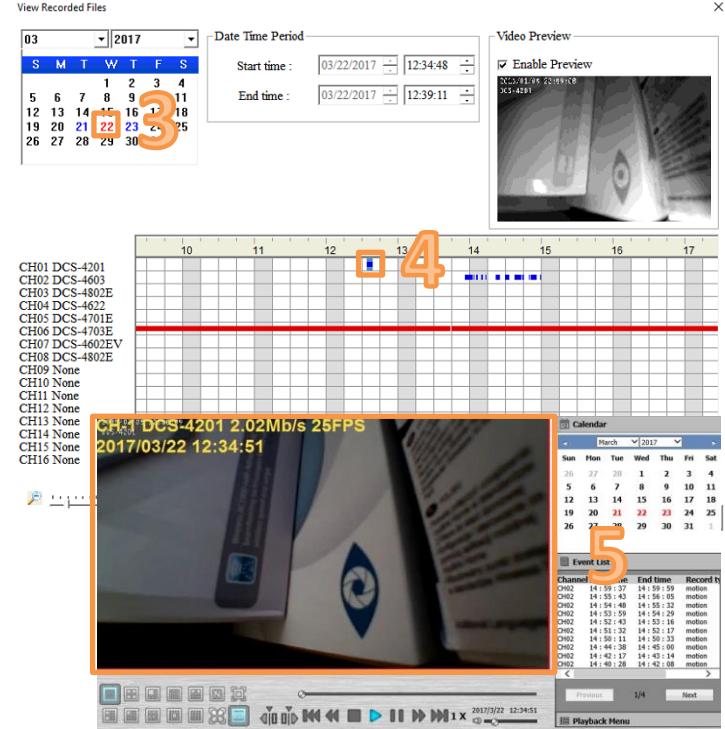 View Recorded Files
03 2017
S M T W T F S
1 2 3 4
5 6 7 8 9 11
12 13 14 15 16 17 18
19 20 21 22 23 24 25
26 27 28 29 30
3
Date Time Period
Start time : 03/22/2017 12:34:48
End time : 03/22/2017 12:39:11
Video Preview
Enable Preview
DCS-4201
10 11 12 13 14 15 16 17
4
CH01 DCS-4201
CH02 DCS-4603
CH03 DCS-4802E
CH04 DCS-4622
CH05 DCS-4701E
CH06 DCS-4703E
CH07 DCS-4602EV
CH08 DCS-4802E
CH09 None
CH10 None
CH11 None
CH12 None
CH13 None
CH14 None
CH15 None
CH16 None
DCS-4201 2.02Mb/s 25FPS
2017/03/22 12:34:51
Calendar
March 2017
Sun Mon Tue Wed Thu Fri Sat
26 27 28 1 2 3 4
5 6 7 8 9 10 11
12 13 14 15 16 17 18
19 20 21 22 23 24 25
26 27 28 29 30 31 1
5
Event List
Channel End time Record
CH02 14 : 59 : 37 14 : 59 : 59 motion
CH02 14 : 55 : 43 14 : 56 : 05 motion
CH02 14 : 54 : 48 14 : 55 : 32 motion
CH02 14 : 53 : 59 14 : 54 : 29 motion
CH02 14 : 52 : 43 14 : 53 : 16 motion
CH02 14 : 51 : 32 14 : 52 : 17 motion
CH02 14 : 50 : 11 14 : 50 : 33 motion
CH02 14 : 44 : 38 14 : 45 : 00 motion
CH02 14 : 42 : 17 14 : 43 : 14 motion
CH02 14 : 40 : 28 14 : 42 : 08 motion
Previous 1/4 Next
1 X 2017/3/22 12:34:51
Playback Menu